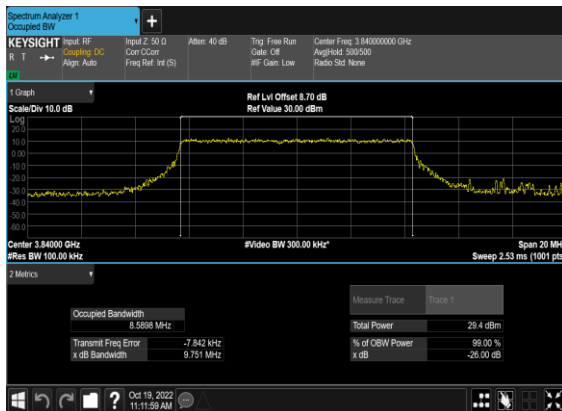 Spectrum Analyzer 1
Occupied BW
KEYSIGHT
R T
Input: RF
Coupling: DC
Align: Auto
Input Z: 50 Ω
Corr CCorr
Freq Ref: Int (S)
Atten: 40 dB
Trig: Free Run
Gate: Off
#IF Gain: Low
Center Freq: 3.840000000 GHz
Avg|Hold: 500/500
Radio Std: None
1 Graph
Scale/Div 10.0 dB
Ref Lvl Offset 8.70 dB
Ref Value 30.00 dBm
Log
20.0
10.0
0.00
-10.0
-20.0
-30.0
-40.0
-50.0
-60.0
Center 3.84000 GHz
#Res BW 100.00 kHz
#Video BW 300.00 kHz*
Span 20 MH
Sweep 2.53 ms (1001 pts
2 Metrics
Measure Trace Trace 1
Occupied Bandwidth
8.5898 MHz
Total Power 29.4 dBm
Transmit Freq Error -7.842 kHz
% of OBW Power 99.00 %
x dB Bandwidth 9.751 MHz
x dB -26.00 dB
?
Oct 19, 2022
11:11:59 AM